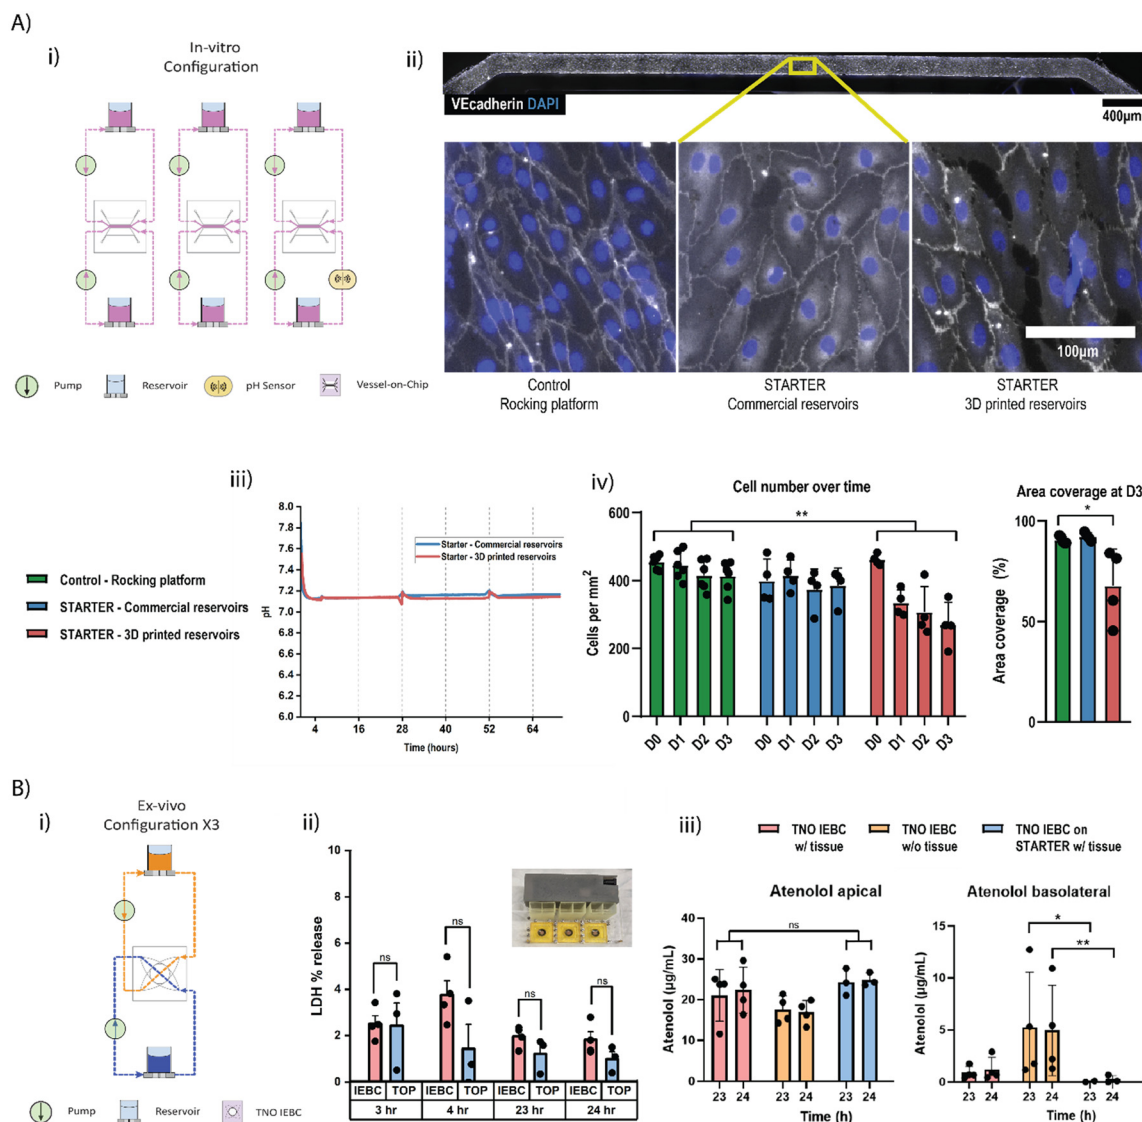 A)
i)
In-vitro
Configuration
Pump
Reservoir
pH Sensor
Vessel-on-Chip
ii)
VEcadherin DAPI
400µm
100µm
Control
Rocking platform
STARTER
Commercial reservoirs
STARTER
3D printed reservoirs
Control - Rocking platform
STARTER - Commercial reservoirs
STARTER - 3D printed reservoirs
iii)
8.0
7.8
7.6
7.4
7.2
7.0
6.8
6.6
6.4
6.2
6.0
pH
Starter - Commercial reservoirs
Starter - 3D printed reservoirs
4 16 28 40 52 64
Time (hours)
iv)
Cell number over time
**
600
400
200
0
Cells per mm²
D0 D1 D2 D3 D0 D1 D2 D3 D0 D1 D2 D3
Area coverage at D3
*
100
50
0
Area coverage (%)
B)
i)
Ex-vivo
Configuration X3
Pump
Reservoir
TNO IEBC
ii)
10
8
6
4
2
0
LDH % release
ns
ns
ns
ns
IEBC TOP IEBC TOP IEBC TOP IEBC TOP
3 hr 4 hr 23 hr 24 hr
iii)
TNO IEBC
w/ tissue
TNO IEBC
w/o tissue
TNO IEBC on
STARTER w/ tissue
Atenolol apical
ns
40
30
20
10
0
Atenolol (µg/mL)
23 24 23 24 23 24
Time (h)
Atenolol basolateral
*
**
15
10
5
0
Atenolol (µg/mL)
23 24 23 24 23 24
Time (h)